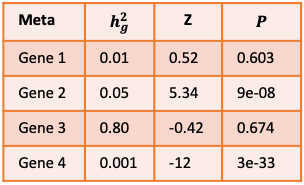 Meta h²g Z P
Gene 1 0.01 0.52 0.603
Gene 2 0.05 5.34 9e-08
Gene 3 0.80 -0.42 0.674
Gene 4 0.001 -12 3e-33